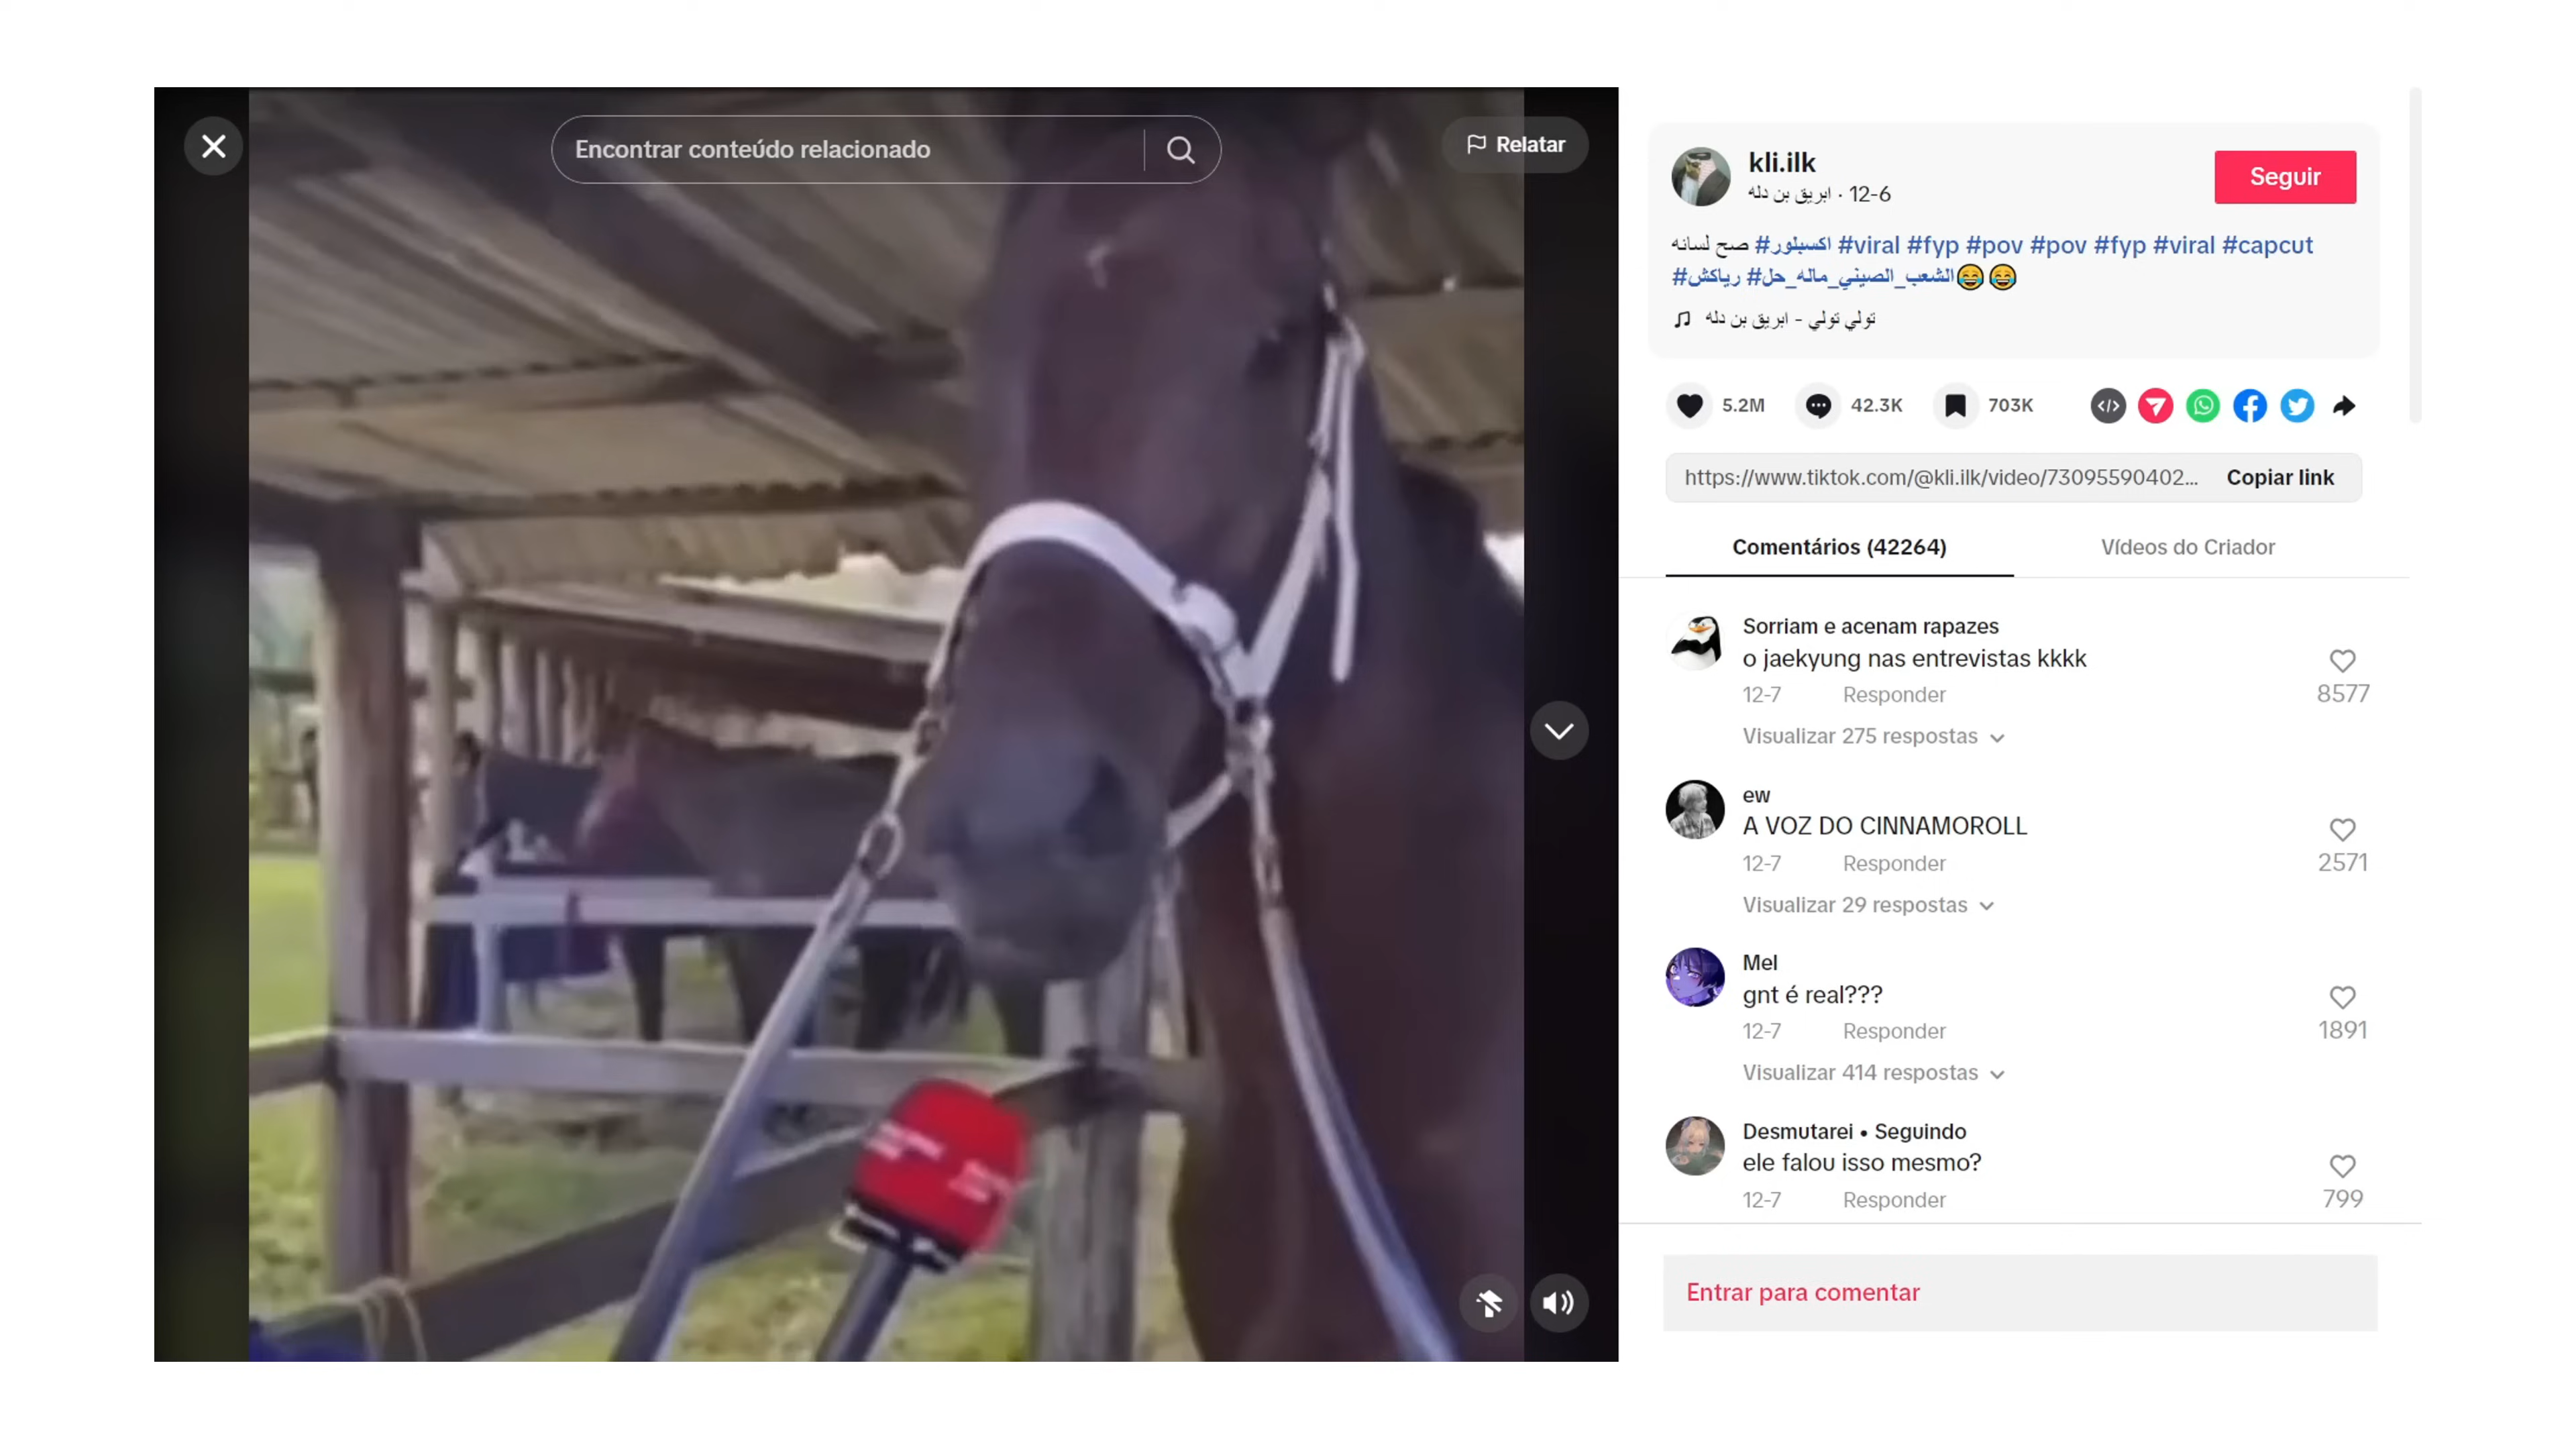 Encontrar conteúdo relacionado
Relatar
kli.ilk
ابريق بن دله · 12-6
Seguir
صح لسانه #اكسبلور #viral #fyp #pov #pov #fyp #viral #capcut
#الشعب_الصيني_ماله_حل #رياكش😂😂
تولي تولي - ابريق بن دله
5.2M
42.3K
703K
https://www.tiktok.com/@kli.ilk/video/73095590402...
Copiar link
Comentários (42264)
Vídeos do Criador
Sorriam e acenam rapazes
o jaekyung nas entrevistas kkkk
8577
12-7 Responder
Visualizar 275 respostas
ew
A VOZ DO CINNAMOROLL
2571
12-7 Responder
Visualizar 29 respostas
Mel
gnt é real???
1891
12-7 Responder
Visualizar 414 respostas
Desmutarei • Seguindo
ele falou isso mesmo?
799
12-7 Responder
Entrar para comentar